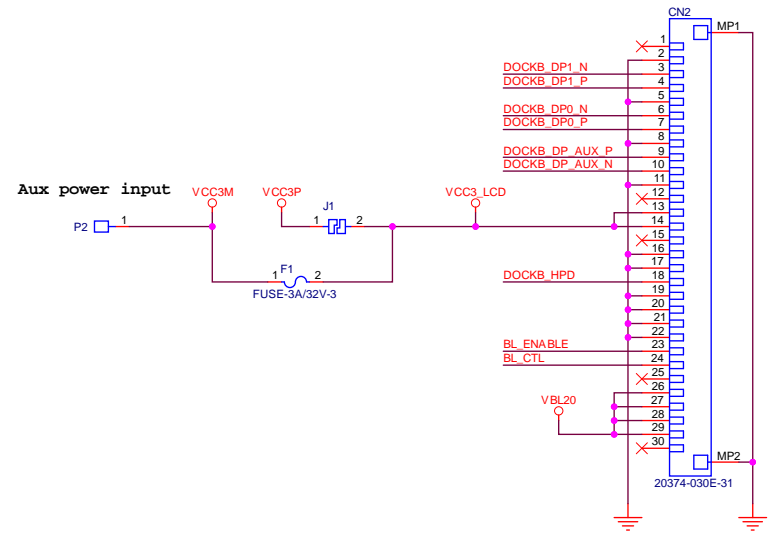 CN2
MP1
1
2
DOCKB_DP1_N 3
DOCKB_DP1_P 4
5
DOCKB_DP0_N 6
DOCKB_DP0_P 7
8
DOCKB_DP_AUX_P 9
DOCKB_DP_AUX_N 10
11
Aux power input VCC3M VCC3P VCC3_LCD 12
J1 13
P2 1 1 2 14
15
16
17
F1
1 2 DOCKB_HPD 18
FUSE-3A/32V-3 19
20
21
22
BL_ENABLE 23
BL_CTL 24
25
26
VBL20 27
28
29
30
MP2
20374-030E-31